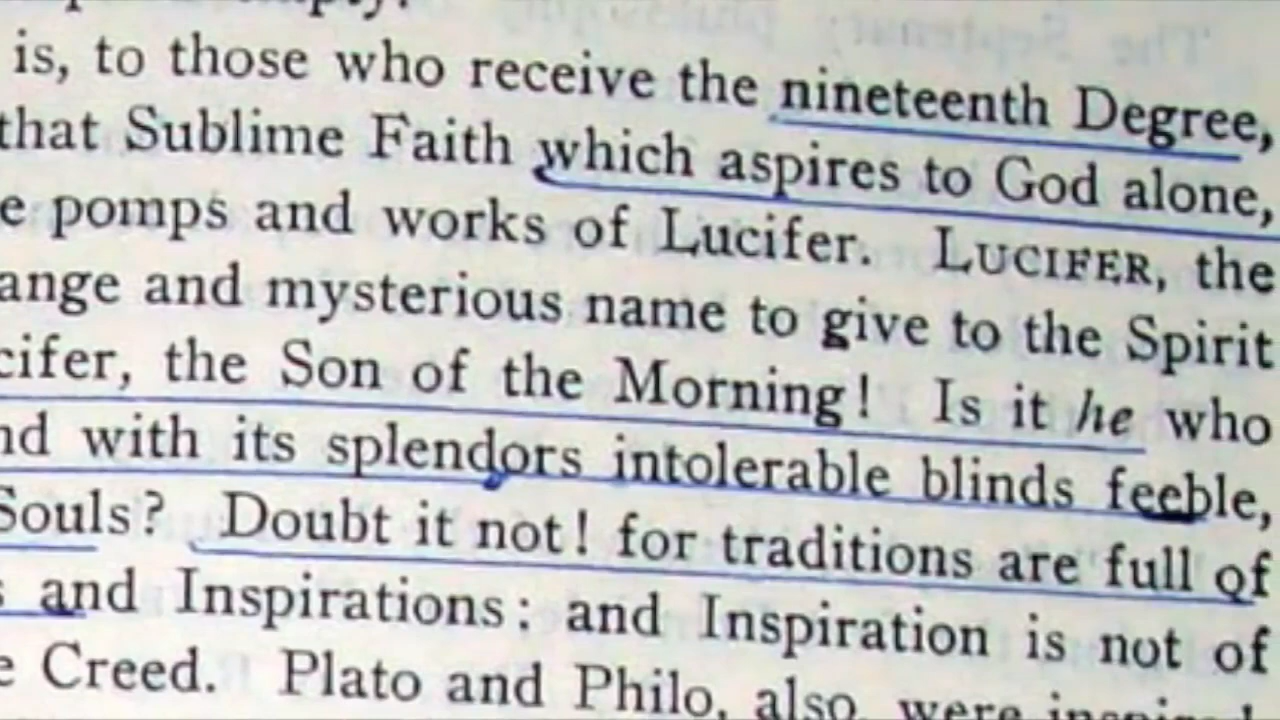 is, to those who receive the nineteenth Degree,
that Sublime Faith which aspires to God alone,
e pomps and works of Lucifer. LUCIFER, the
ange and mysterious name to give to the Spirit
cifer, the Son of the Morning! Is it he who
nd with its splendors intolerable blinds feeble,
Souls? Doubt it not! for traditions are full of
s and Inspirations: and Inspiration is not of
e Creed. Plato and Philo, also, were inspired